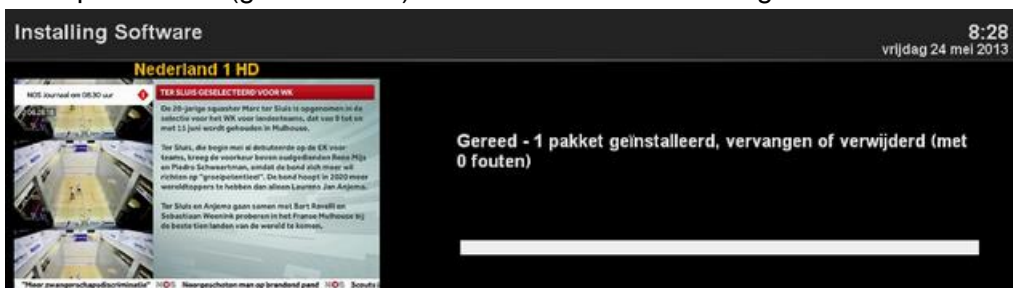 Installing Software
8:28
vrijdag 24 mei 2013
Nederland 1 HD
NOS Journaal om 08.30 uur
TER SLUIS GESELECTEERD VOOR WK
De 20-jarige squasher Marc ter Sluis is opgenomen in de
selectie voor het WK voor landenteams, dat van 9 tot en
met 15 juni wordt gehouden in Mulhouse.
Ter Sluis, die begin mei al debuteerde op de EK voor
teams, kreeg de voorkeur boven oudgedienden Rene Mijs
en Piedro Schweertman, omdat de bond zich meer wil
richten op "groeipotentieel". De bond hoopt in 2020 meer
wereldtoppers te hebben dan alleen Laurens Jan Anjema.
Ter Sluis en Anjema gaan samen met Bart Ravelli en
Sebastiaan Weenink proberen in het Franse Mulhouse bij
de beste tien landen van de wereld te komen.
"Meer zwangerschapsdiscriminatie" NOS Neergeschoten man op brandend pand NOS Scouts
Gereed - 1 pakket geïnstalleerd, vervangen of verwijderd (met
0 fouten)